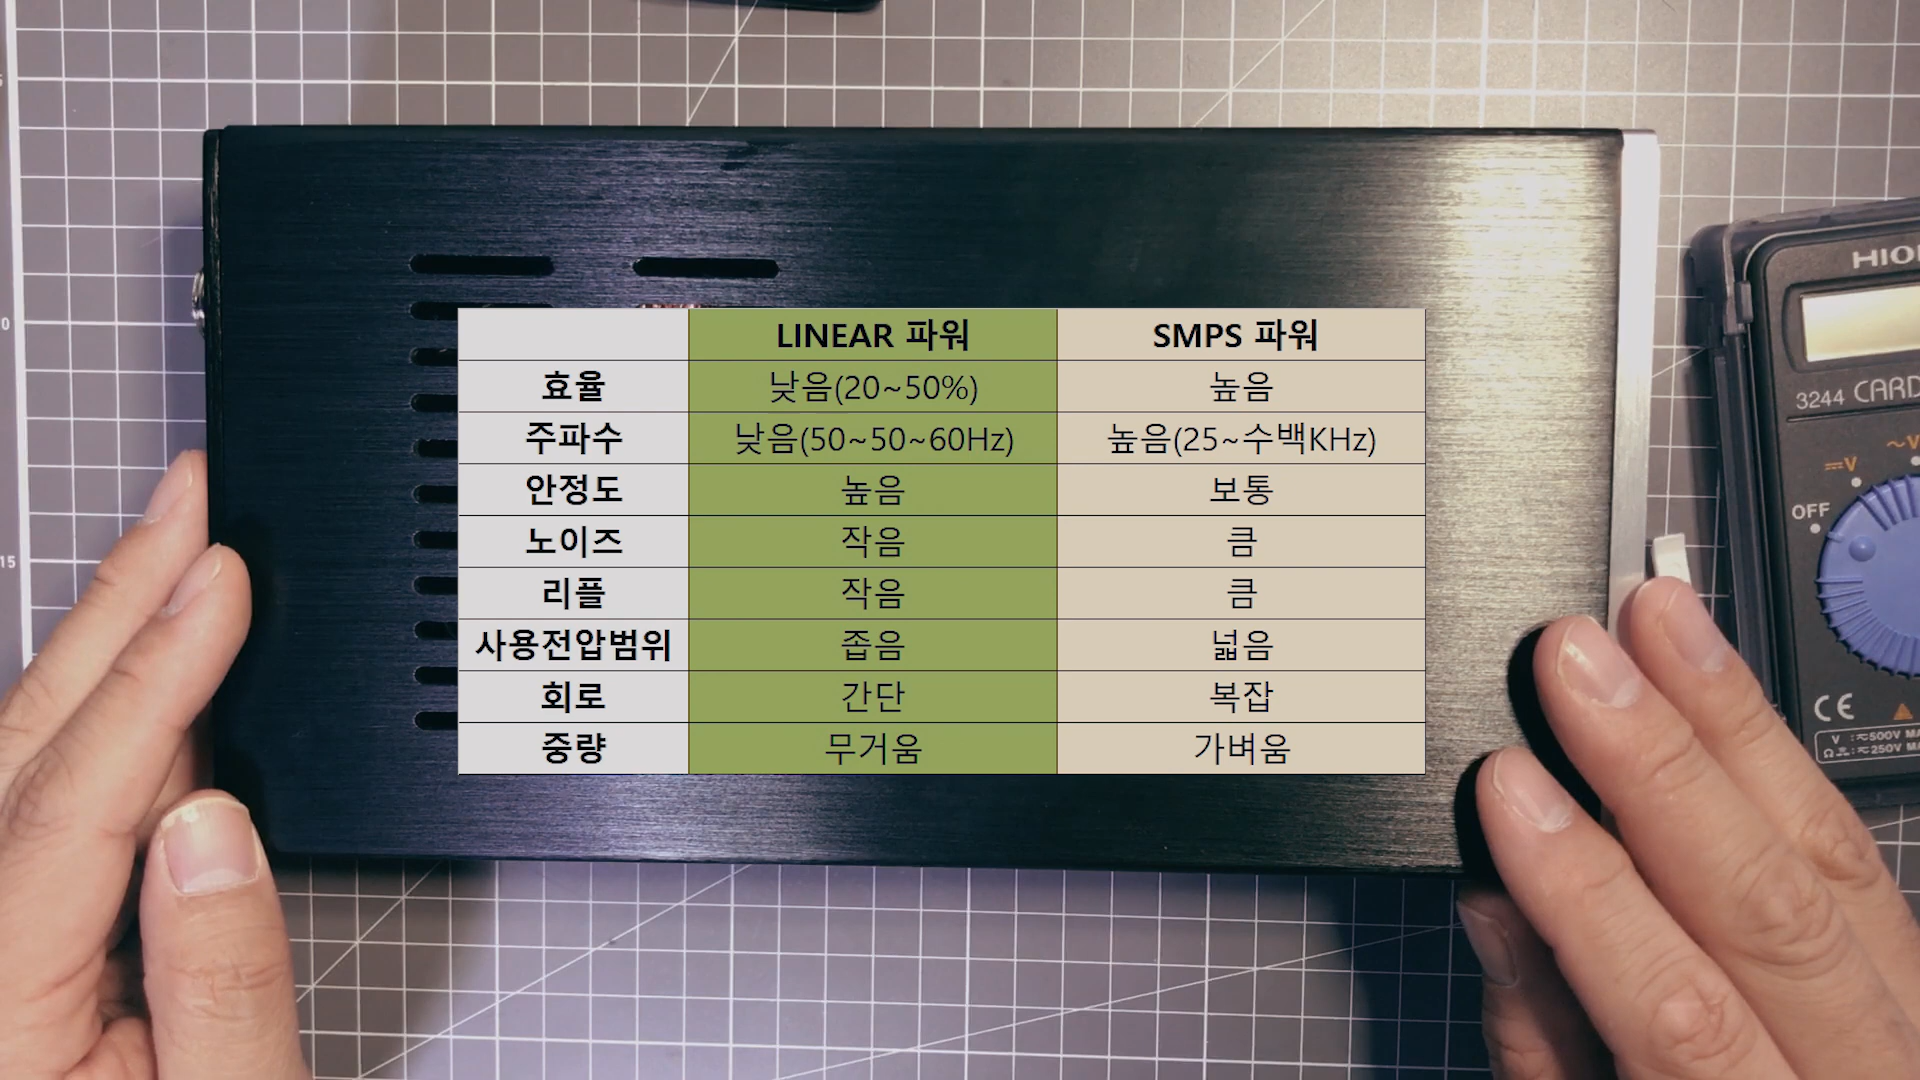 LINEAR 파워 SMPS 파워
효율 낮음(20~50%) 높음
주파수 낮음(50~50~60Hz) 높음(25~수백KHz)
안정도 높음 보통
노이즈 작음 큼
리플 작음 큼
사용전압범위 좁음 넓음
회로 간단 복잡
중량 무거움 가벼움
3244
OFF
V
~V
CE
15